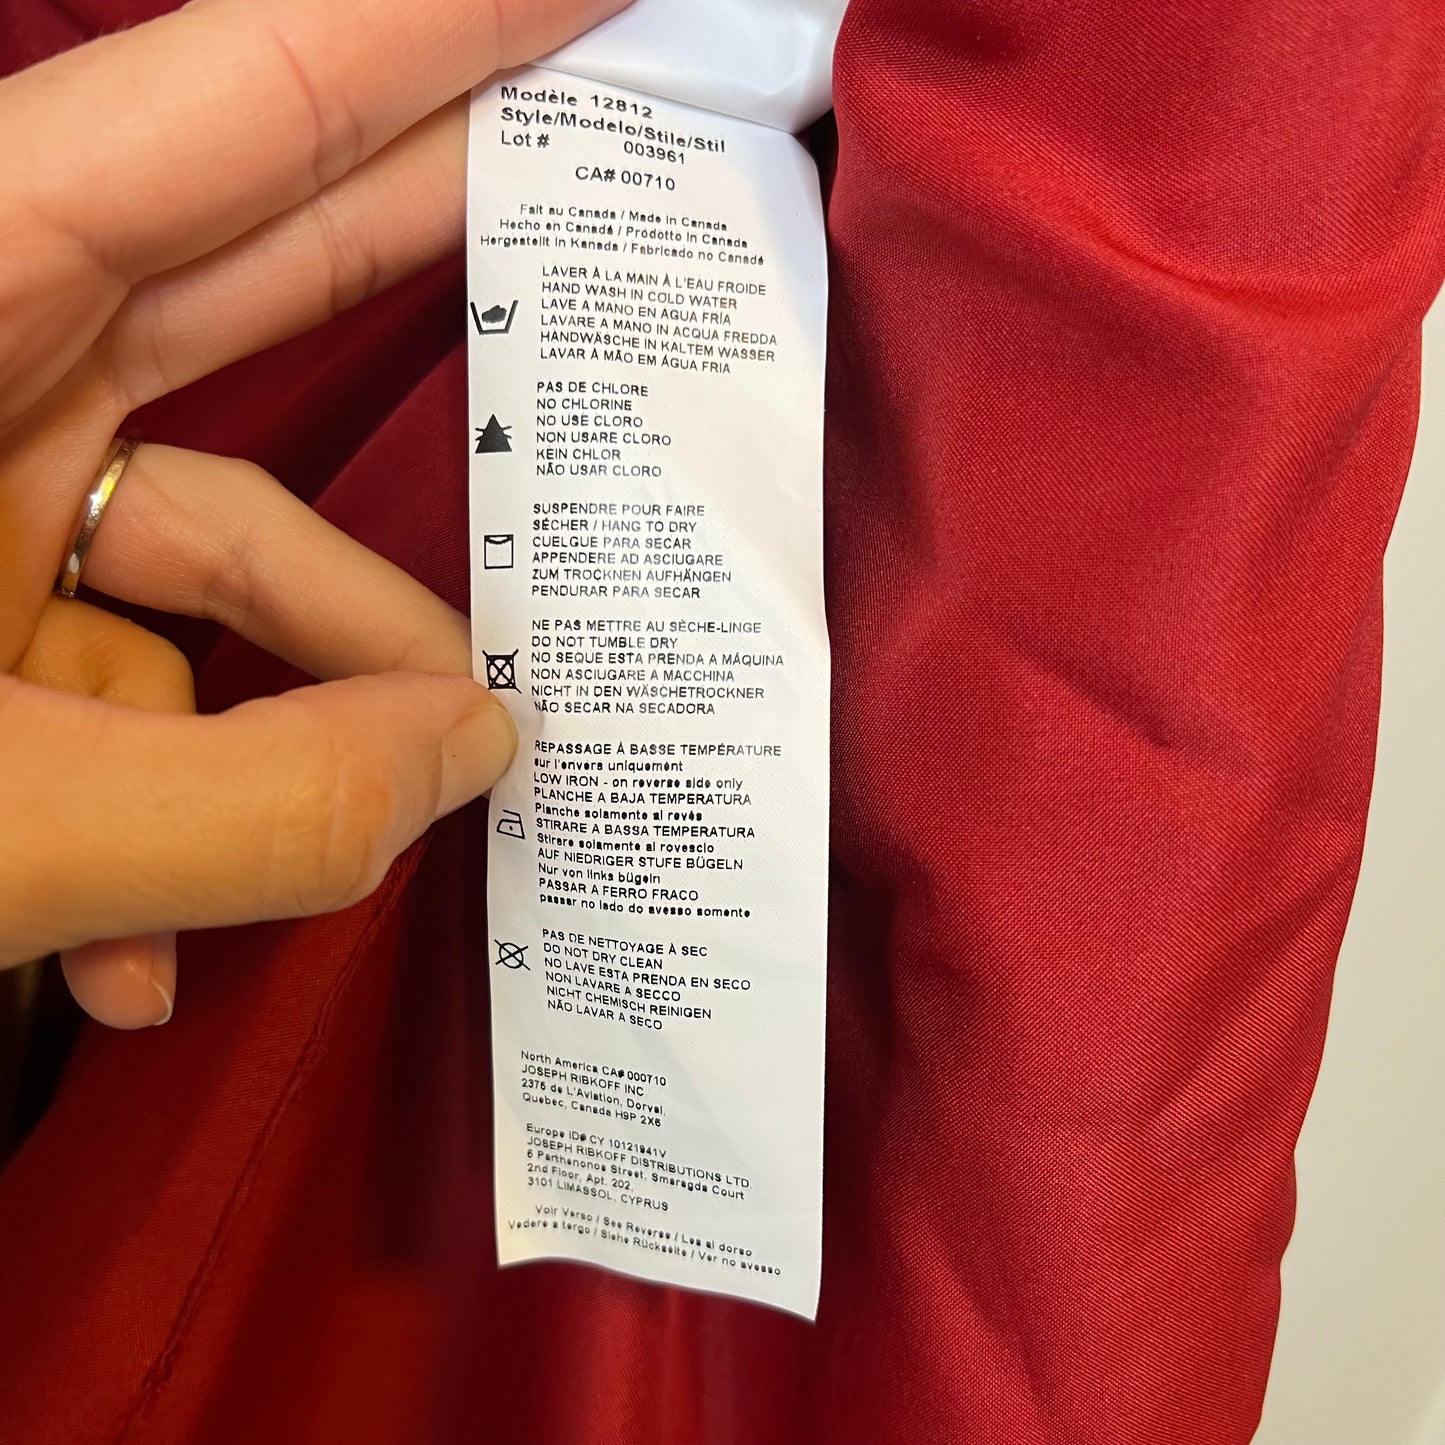 Modèle 12812
Style/Modelo/Stile/Stil
Lot # 003961
CA# 00710
Fait au Canada / Made in Canada
Hecho en Canadá / Prodotto in Canada
Hergestellt in Kanada / Fabricado no Canadá
LAVER À LA MAIN À L'EAU FROIDE
HAND WASH IN COLD WATER
LAVE A MANO EN ÁGUA FRÍA
LAVARE A MANO IN ACQUA FREDDA
HANDWÄSCHE IN KALTEM WASSER
LAVAR À MÃO EM ÁGUA FRIA
PAS DE CHLORE
NO CHLORINE
NO USE CLORO
NON USARE CLORO
KEIN CHLOR
NÃO USAR CLORO
SUSPENDRE POUR FAIRE
SÉCHER / HANG TO DRY
CUELGUE PARA SECAR
APPENDERE AD ASCIUGARE
ZUM TROCKNEN AUFHÄNGEN
PENDURAR PARA SECAR
NE PAS METTRE AU SÈCHE-LINGE
DO NOT TUMBLE DRY
NO SEQUE ESTA PRENDA A MÁQUINA
NON ASCIUGARE A MACCHINA
NICHT IN DEN WÄSCHETROCKNER
NÃO SECAR NA SECADORA
REPASSAGE À BASSE TEMPÉRATURE
sur l'envers uniquement
LOW IRON - on reverse side only
PLANCHE A BAJA TEMPERATURA
Planche solamente al revés
STIRARE A BASSA TEMPERATURA
Stirare solamente al rovescio
AUF NIEDRIGER STUFE BÜGELN
Nur von links bügeln
PASSAR A FERRO FRACO
passar no lado do avesso somente
PAS DE NETTOYAGE À SEC
DO NOT DRY CLEAN
NO LAVE ESTA PRENDA EN SECO
NON LAVARE A SECCO
NICHT CHEMISCH REINIGEN
NÃO LAVAR A SECO
North America CA# 000710
JOSEPH RIBKOFF INC
2375 de L'Aviation, Dorval,
Quebec, Canada H9P 2X6
Europe ID# CY 10121941V
JOSEPH RIBKOFF DISTRIBUTIONS LTD.
6 Parthenonos Street, Smaragda Court
2nd Floor, Apt. 202,
3101 LIMASSOL, CYPRUS
Voir Verso / See Reverse / Lea al dorso
Vedere a tergo / Siehe Rückseite / Ver no avesso